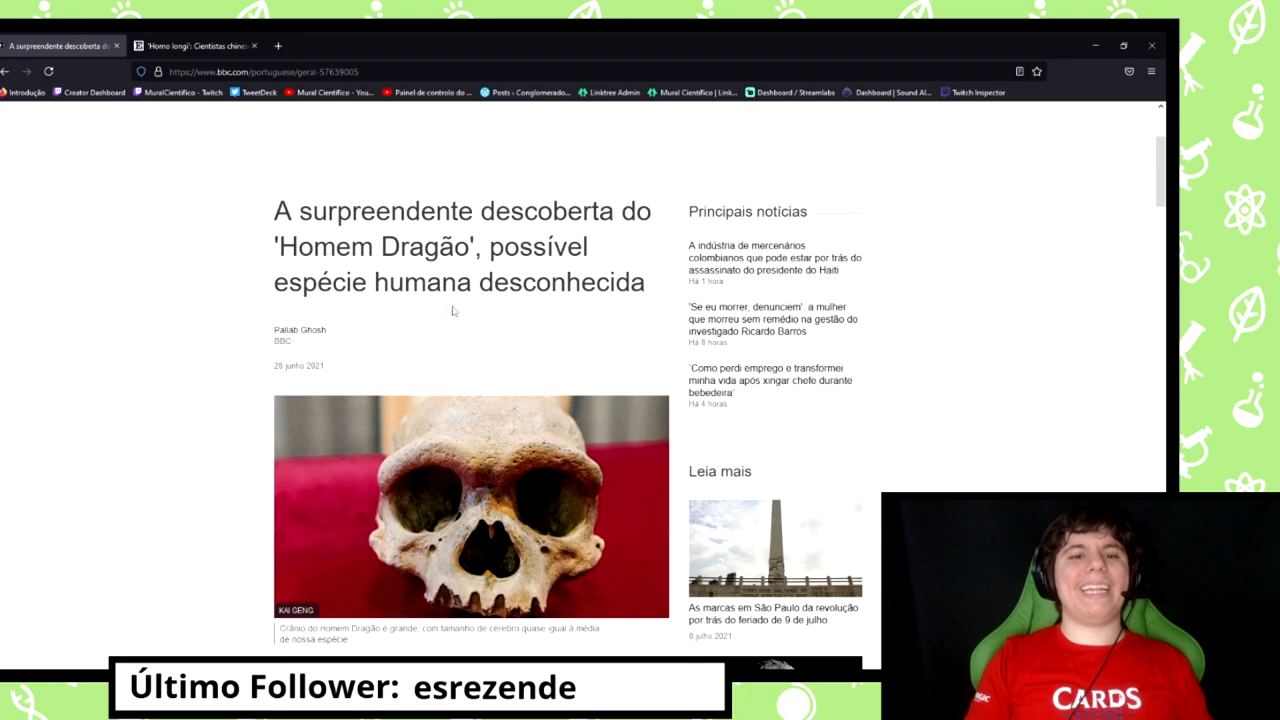 A surpreendente descoberta do
'Homo longi': Cientistas chines
https://www.bbc.com/portuguese/geral-57639005
Introdução
Creator Dashboard
MuralCientifico - Twitch
TweetDeck
Mural Científico - You...
Painel de controlo do ...
Posts ‹ Conglomerado...
Linktree Admin
Mural Científico | Link...
Dashboard / Streamlabs
Dashboard | Sound Al...
Twitch Inspector
A surpreendente descoberta do
'Homem Dragão', possível
espécie humana desconhecida
Pallab Ghosh
BBC
28 junho 2021
KAI GENG
Crânio do Homem Dragão é grande, com tamanho de cérebro quase igual à média
de nossa espécie
Principais notícias
A indústria de mercenários
colombianos que pode estar por trás do
assassinato do presidente do Haiti
Há 1 hora
'Se eu morrer, denunciem': a mulher
que morreu sem remédio na gestão do
investigado Ricardo Barros
Há 8 horas
'Como perdi emprego e transformei
minha vida após xingar chefe durante
bebedeira'
Há 4 horas
Leia mais
As marcas em São Paulo da revolução
por trás do feriado de 9 de julho
8 julho 2021
CARDS
Último Follower: esrezende